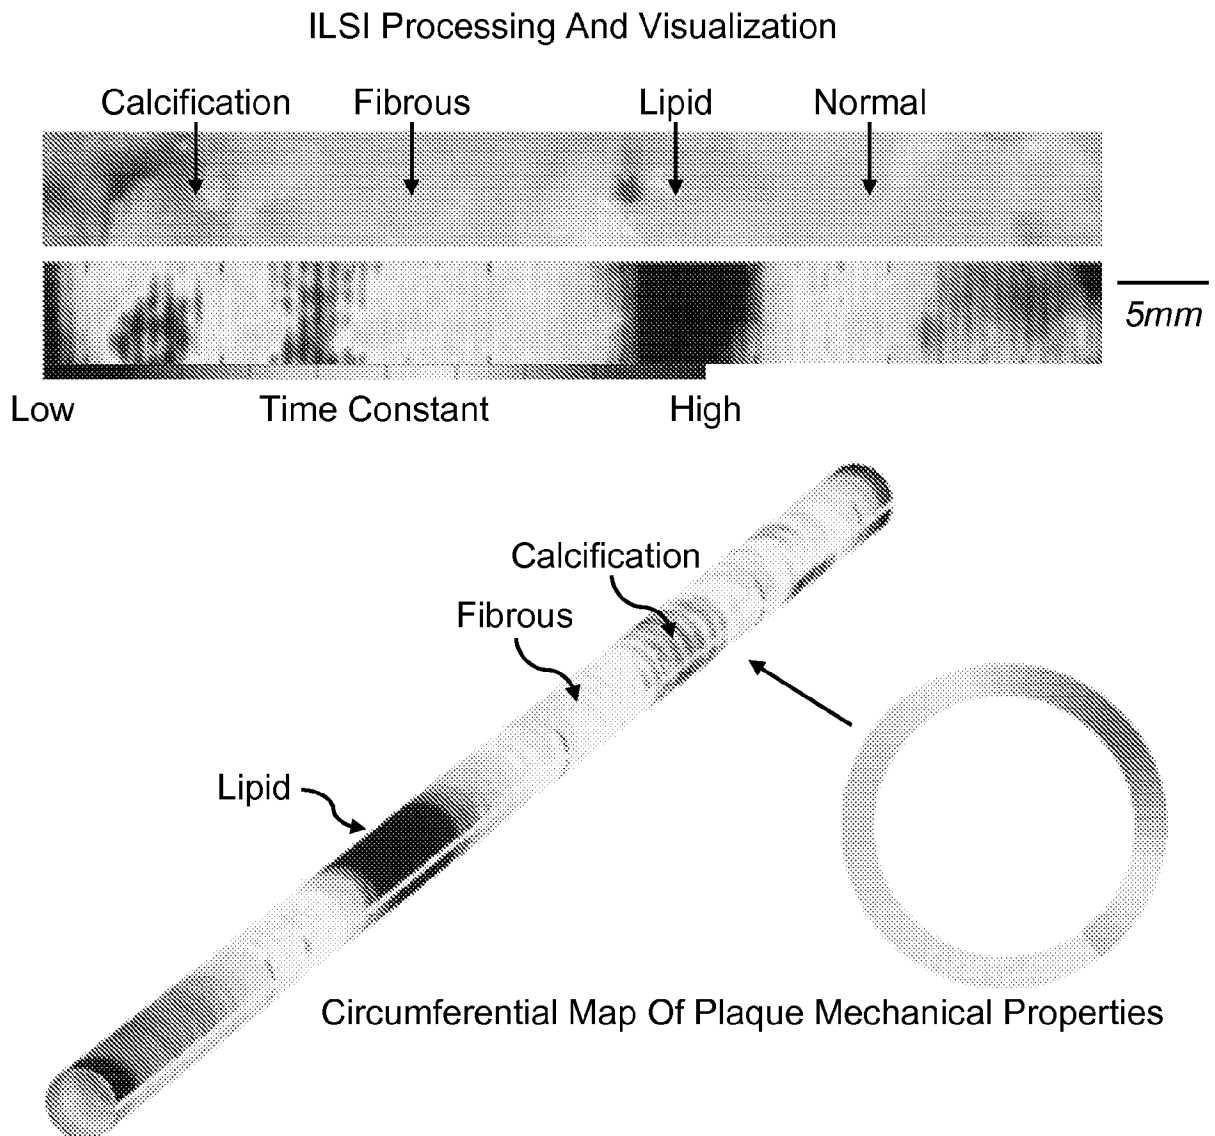 ILSI Processing And Visualization
Calcification Fibrous Lipid Normal
5mm
Low Time Constant High
Calcification
Fibrous
Lipid
Circumferential Map Of Plaque Mechanical Properties